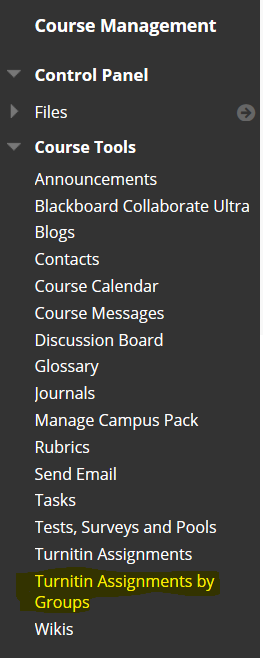 Course Management
Control Panel
Files
Course Tools
Announcements
Blackboard Collaborate Ultra
Blogs
Contacts
Course Calendar
Course Messages
Discussion Board
Glossary
Journals
Manage Campus Pack
Rubrics
Send Email
Tasks
Tests, Surveys and Pools
Turnitin Assignments
Turnitin Assignments by
Groups
Wikis